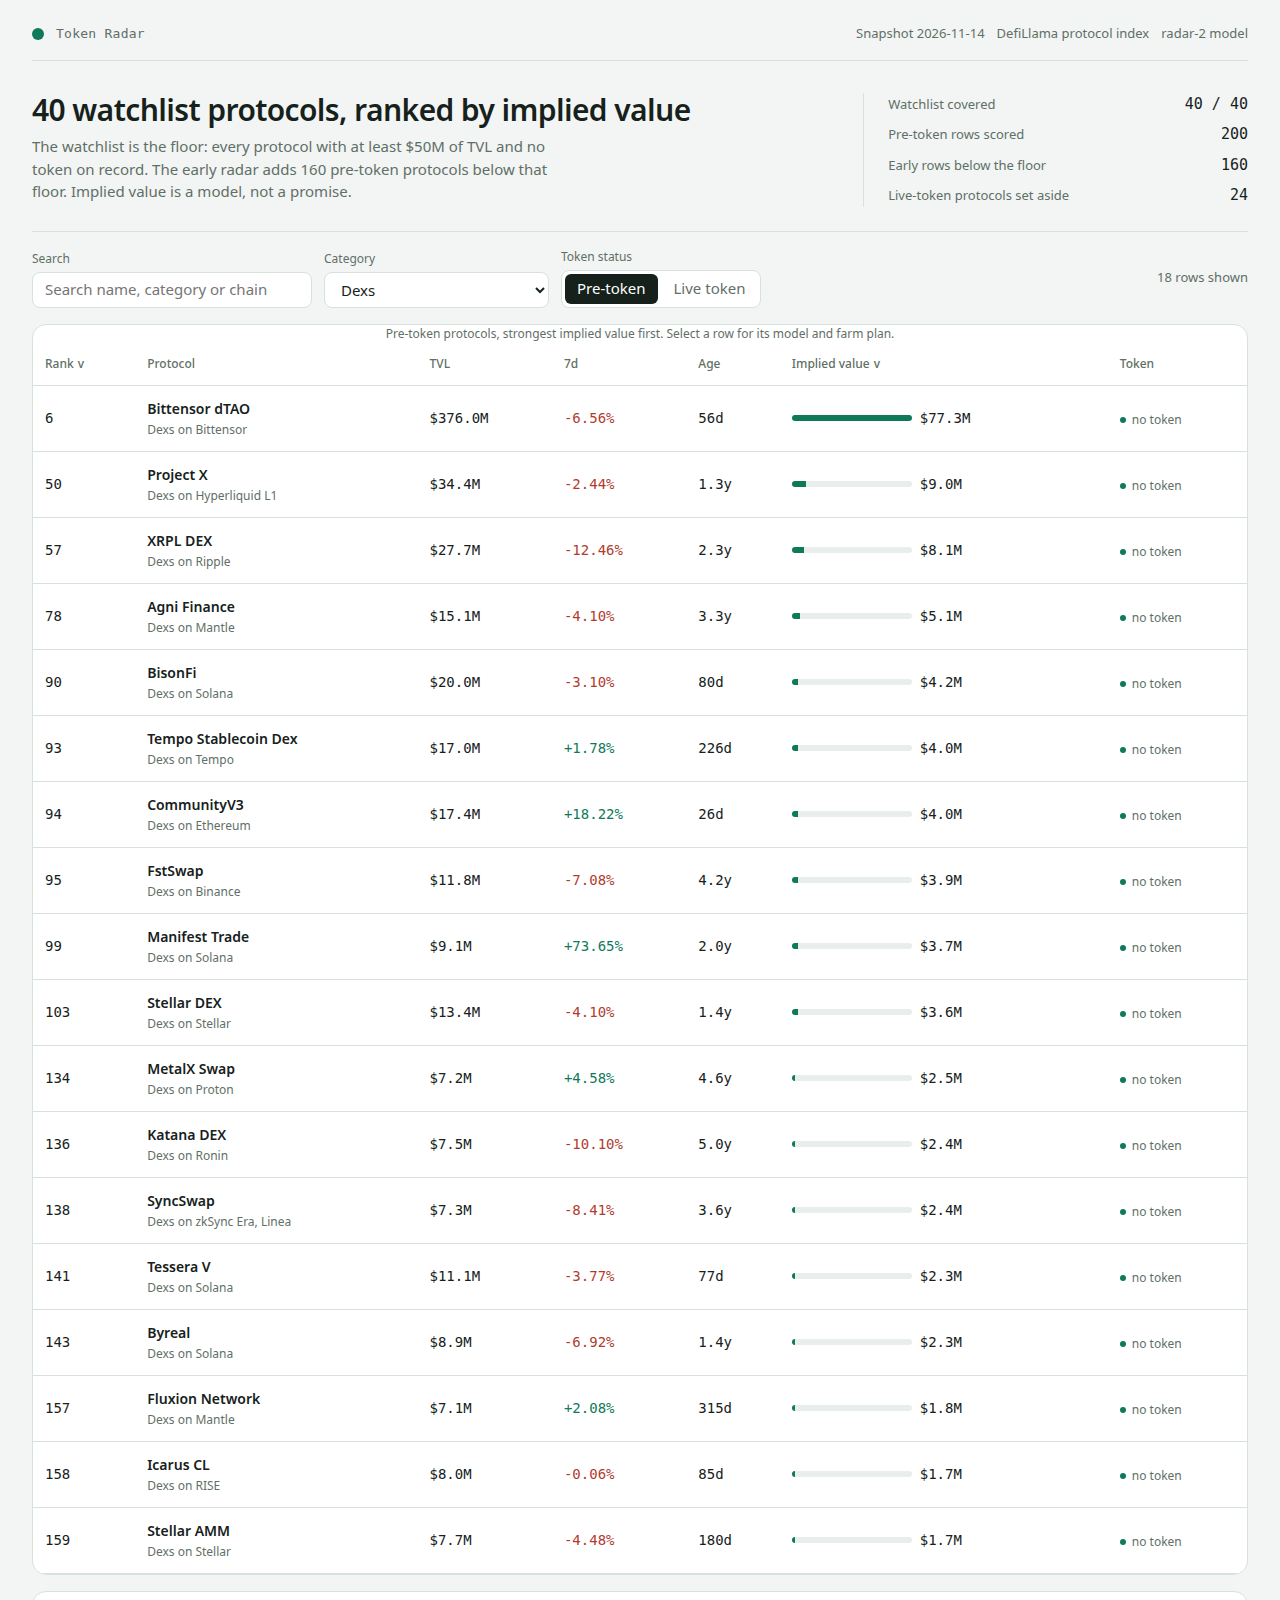 Token Radar
Snapshot 2026-11-14 DefiLlama protocol index radar-2 model
40 watchlist protocols, ranked by implied value
The watchlist is the floor: every protocol with at least $50M of TVL and no
token on record. The early radar adds 160 pre-token protocols below that
floor. Implied value is a model, not a promise.
Watchlist covered 40 / 40
Pre-token rows scored 200
Early rows below the floor 160
Live-token protocols set aside 24
Search
Category
Token status
Search name, category or chain
Dexs
Pre-token
Live token
18 rows shown
Pre-token protocols, strongest implied value first. Select a row for its model and farm plan.
Rank v Protocol TVL 7d Age Implied value v Token
6 Bittensor dTAO $376.0M -6.56% 56d $77.3M no token
Dexs on Bittensor
50 Project X $34.4M -2.44% 1.3y $9.0M no token
Dexs on Hyperliquid L1
57 XRPL DEX $27.7M -12.46% 2.3y $8.1M no token
Dexs on Ripple
78 Agni Finance $15.1M -4.10% 3.3y $5.1M no token
Dexs on Mantle
90 BisonFi $20.0M -3.10% 80d $4.2M no token
Dexs on Solana
93 Tempo Stablecoin Dex $17.0M +1.78% 226d $4.0M no token
Dexs on Tempo
94 CommunityV3 $17.4M +18.22% 26d $4.0M no token
Dexs on Ethereum
95 FstSwap $11.8M -7.08% 4.2y $3.9M no token
Dexs on Binance
99 Manifest Trade $9.1M +73.65% 2.0y $3.7M no token
Dexs on Solana
103 Stellar DEX $13.4M -4.10% 1.4y $3.6M no token
Dexs on Stellar
134 MetalX Swap $7.2M +4.58% 4.6y $2.5M no token
Dexs on Proton
136 Katana DEX $7.5M -10.10% 5.0y $2.4M no token
Dexs on Ronin
138 SyncSwap $7.3M -8.41% 3.6y $2.4M no token
Dexs on zkSync Era, Linea
141 Tessera V $11.1M -3.77% 77d $2.3M no token
Dexs on Solana
143 Byreal $8.9M -6.92% 1.4y $2.3M no token
Dexs on Solana
157 Fluxion Network $7.1M +2.08% 315d $1.8M no token
Dexs on Mantle
158 Icarus CL $8.0M -0.06% 85d $1.7M no token
Dexs on RISE
159 Stellar AMM $7.7M -4.48% 180d $1.7M no token
Dexs on Stellar